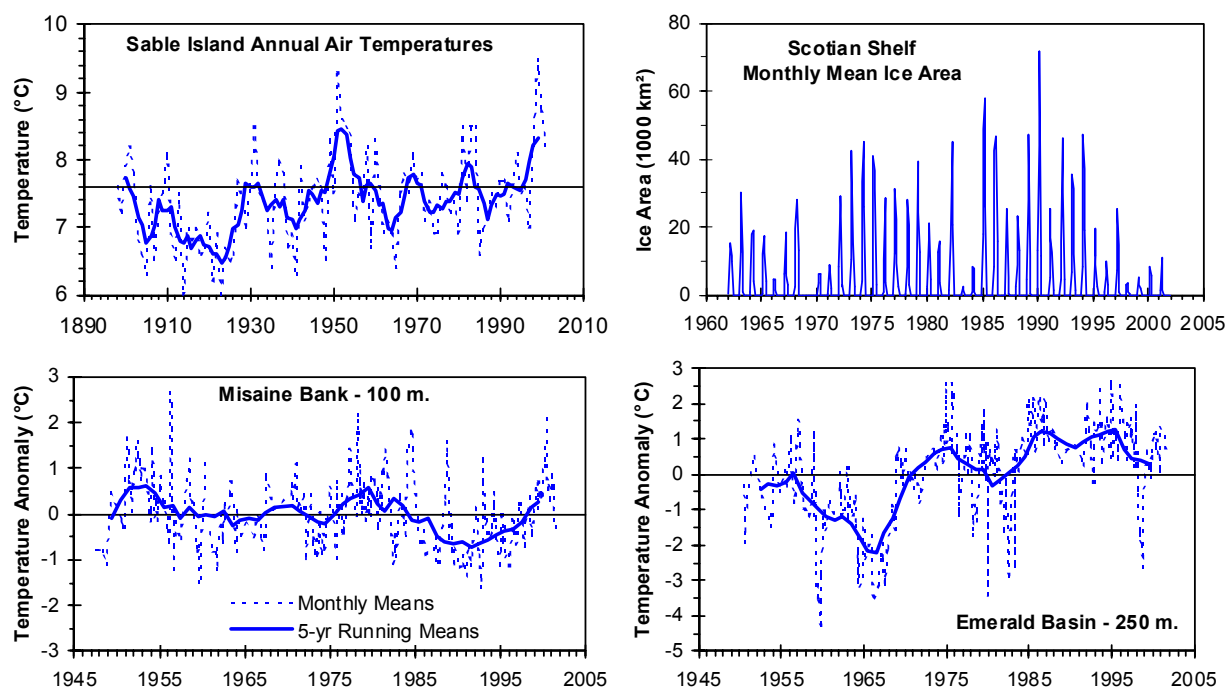 Sable Island Annual Air Temperatures
Temperature (°C)
10
9
8
7
6
1890 1910 1930 1950 1970 1990 2010
Scotian Shelf
Monthly Mean Ice Area
Ice Area (1000 km²)
80
60
40
20
0
1960 1965 1970 1975 1980 1985 1990 1995 2000 2005
Misaine Bank - 100 m.
Temperature Anomaly (°C)
3
2
1
0
-1
-2
-3
Monthly Means
5-yr Running Means
1945 1955 1965 1975 1985 1995 2005
Temperature Anomaly (°C)
3
2
1
0
-1
-2
-3
-4
-5
Emerald Basin - 250 m.
1945 1955 1965 1975 1985 1995 2005